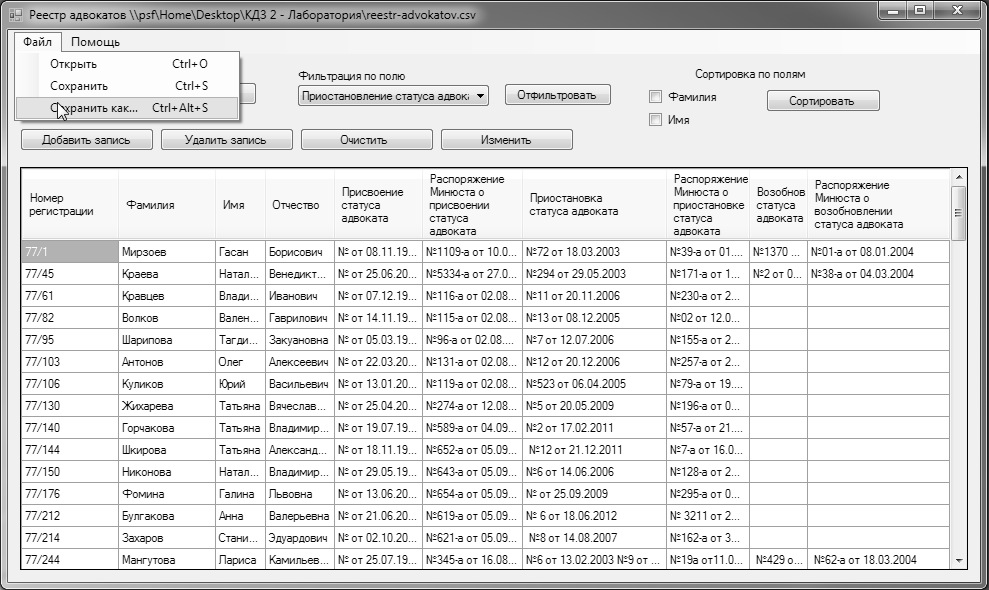 Реестр адвокатов \\psf\Home\Desktop\КДЗ 2 - Лаборатория\reestr-advokatov.csv
Файл Помощь
Открыть Ctrl+O
Сохранить Ctrl+S
Сохранить как... Ctrl+Alt+S
Фильтрация по полю
Приостановление статуса адвока
Отфильтровать
Сортировка по полям
Фамилия
Имя
Сортировать
Добавить запись Удалить запись Очистить Изменить
Номер регистрации Фамилия Имя Отчество Присвоение статуса адвоката Распоряжение Минюста о присвоении статуса адвоката Приостановка статуса адвоката Распоряжение Минюста о приостановке статуса адвоката Возобнов статуса адвоката Распоряжение Минюста о возобновлении статуса адвоката
77/1 Мирзоев Гасан Борисович № от 08.11.19... №1109-а от 10.0... №72 от 18.03.2003 №39-а от 01.... №1370 ... №01-а от 08.01.2004
77/45 Краева Натал... Венедикт... № от 25.06.20... №5334-а от 27.0... №294 от 29.05.2003 №171-а от 1... №2 от 0... №38-а от 04.03.2004
77/61 Кравцев Влади... Иванович № от 07.12.19... №116-а от 02.08... №11 от 20.11.2006 №230-а от 2...
77/82 Волков Вален... Гаврилович № от 14.11.19... №115-а от 02.08... №13 от 08.12.2005 №02 от 12.0...
77/95 Шарипова Тагди... Закуановна № от 05.03.19... №96-а от 02.08.... №7 от 12.07.2006 №155-а от 2...
77/103 Антонов Олег Алексеевич № от 22.03.20... №131-а от 02.08... №12 от 20.12.2006 №257-а от 2...
77/106 Куликов Юрий Васильевич № от 13.01.20... №119-а от 02.08... №523 от 06.04.2005 №79-а от 19....
77/130 Жихарева Татьяна Вячеслав... № от 25.04.20... №274-а от 12.08... №5 от 20.05.2009 №196-а от 0...
77/140 Горчакова Татьяна Владимир... № от 19.07.19... №589-а от 04.09... №2 от 17.02.2011 №57-а от 21....
77/144 Шкирова Татьяна Александ... № от 18.11.19... №652-а от 05.09... №12 от 21.12.2011 №7-а от 16.0...
77/150 Никонова Натал... Владимир... № от 29.05.19... №643-а от 05.09... №6 от 14.06.2006 №128-а от 2...
77/176 Фомина Галина Львовна № от 13.06.20... №654-а от 05.09... № от 25.09.2009 №295-а от 0...
77/212 Булгакова Анна Валерьевна № от 21.06.20... №619-а от 05.09... № 6 от 18.06.2012 № 3211 от 2...
77/214 Захаров Стани... Эдуардович № от 02.10.20... №621-а от 05.09... №8 от 14.08.2007 №162-а от 3...
77/244 Мангутова Лариса Камильев... № от 25.07.19... №345-а от 16.08... №6 от 13.02.2003 №9 от ... №19а от11.0... №429 о... №62-а от 18.03.2004